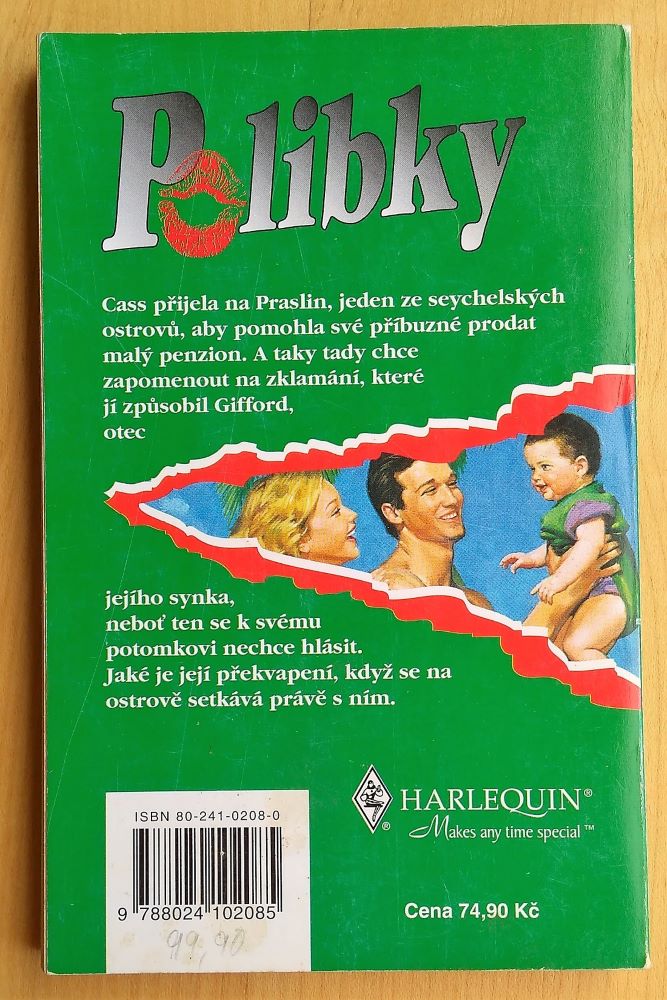 Polibky
Cass přijela na Praslin, jeden ze seychelských
ostrovů, aby pomohla své příbuzné prodat
malý penzion. A taky tady chce
zapomenout na zklamání, které
jí způsobil Gifford,
otec
jejího synka,
neboť ten se k svému
potomkovi nechce hlásit.
Jaké je její překvapení, když se na
ostrově setkává právě s ním.
ISBN 80-241-0208-0
9 788024 102085
99,90
® HARLEQUIN®
Makes any time special™
Cena 74,90 Kč